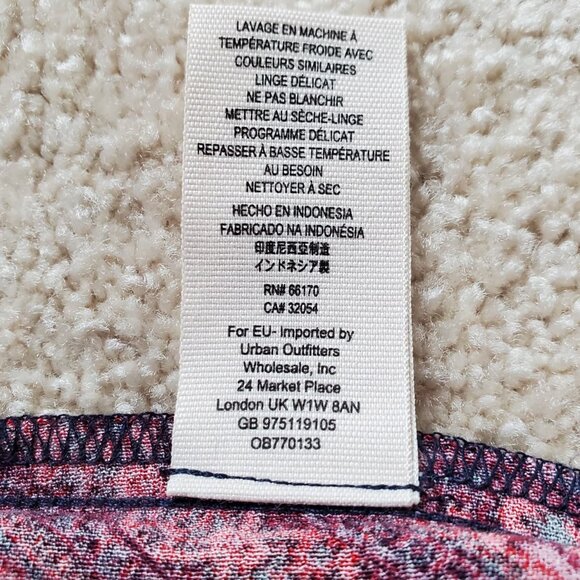 LAVAGE EN MACHINE À
TEMPÉRATURE FROIDE AVEC
COULEURS SIMILAIRES
LINGE DÉLICAT
NE PAS BLANCHIR
METTRE AU SÈCHE-LINGE
PROGRAMME DÉLICAT
REPASSER À BASSE TEMPÉRATURE
AU BESOIN
NETTOYER À SEC
HECHO EN INDONESIA
FABRICADO NA INDONÉSIA
印度尼西亞制造
インドネシア製
RN# 66170
CA# 32054
For EU- Imported by
Urban Outfitters
Wholesale, Inc
24 Market Place
London UK W1W 8AN
GB 975119105
OB770133